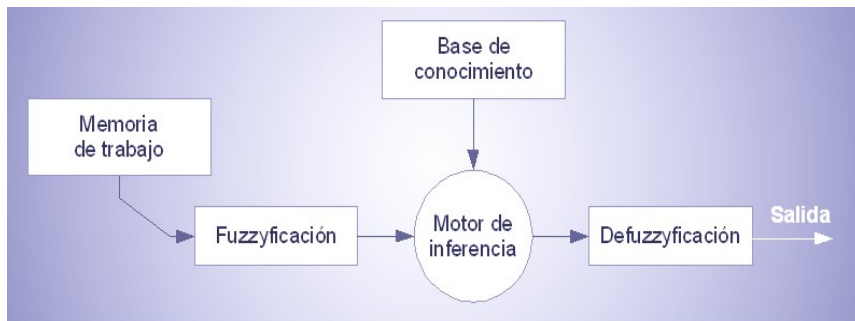 Base de
conocimiento
Memoria
de trabajo
Fuzzyficación
Motor de
inferencia
Defuzzyficación
Salida